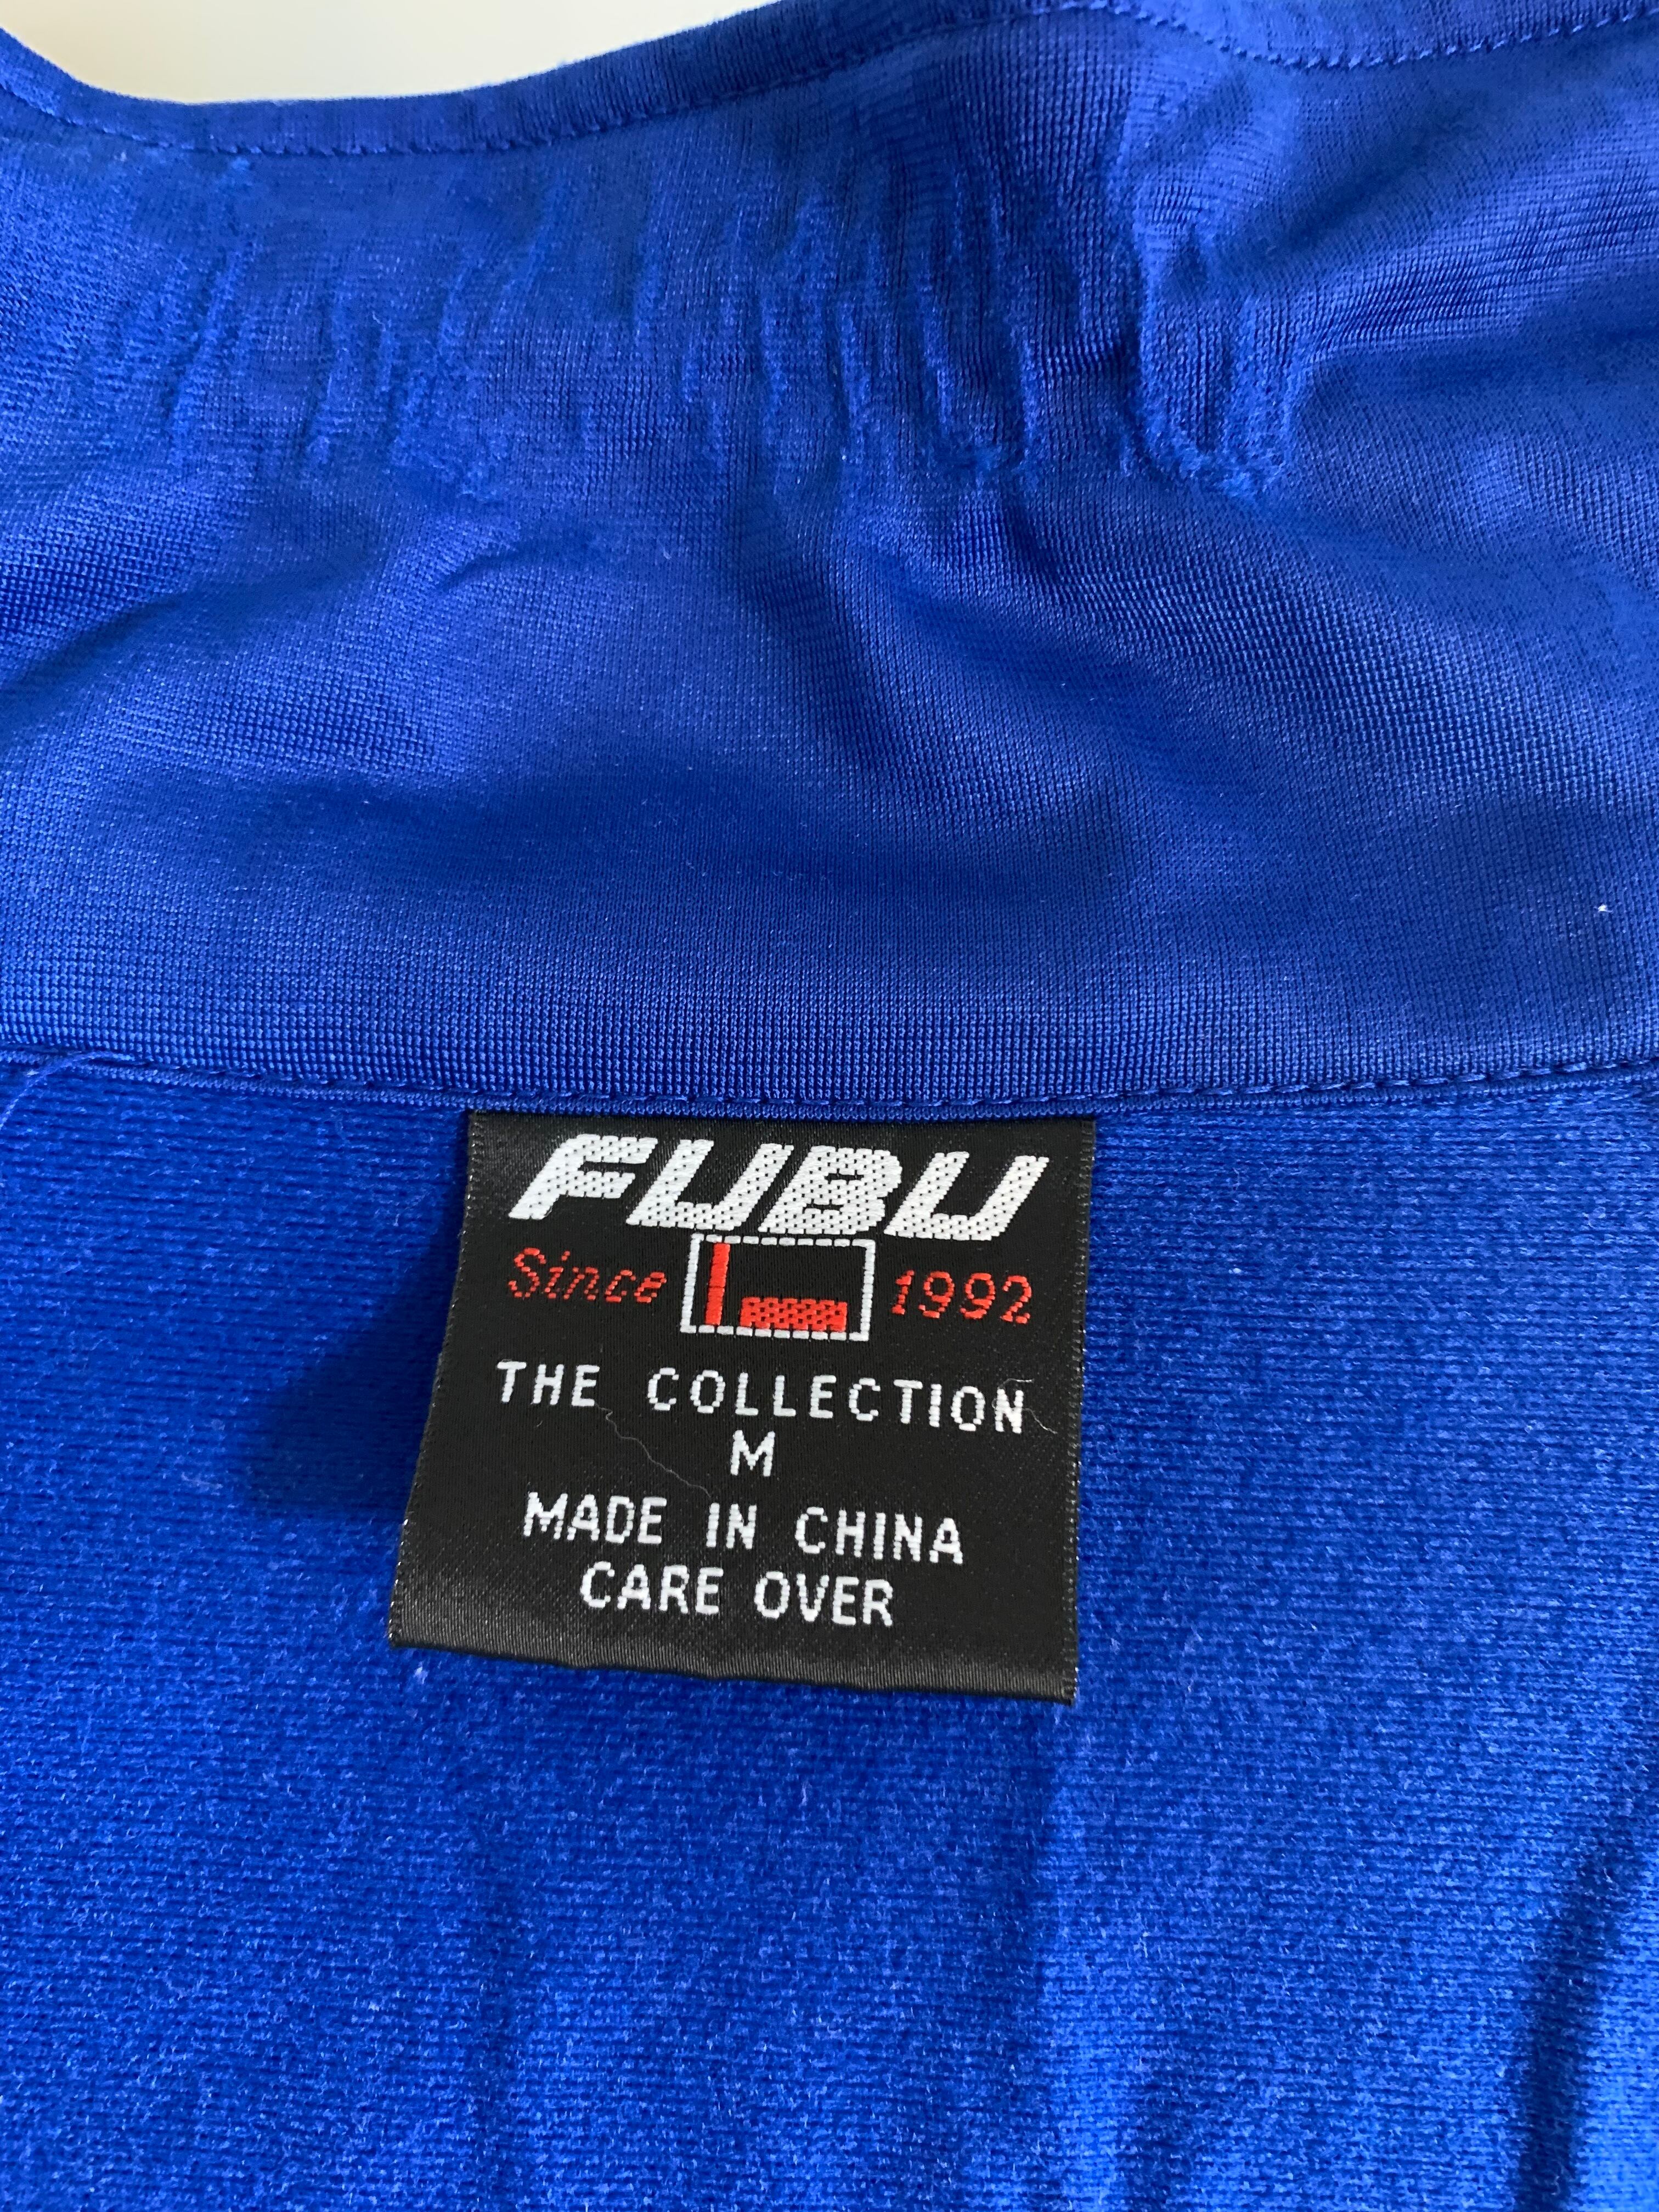 FUBU
Since 1992
THE COLLECTION
M
MADE IN CHINA
CARE OVER